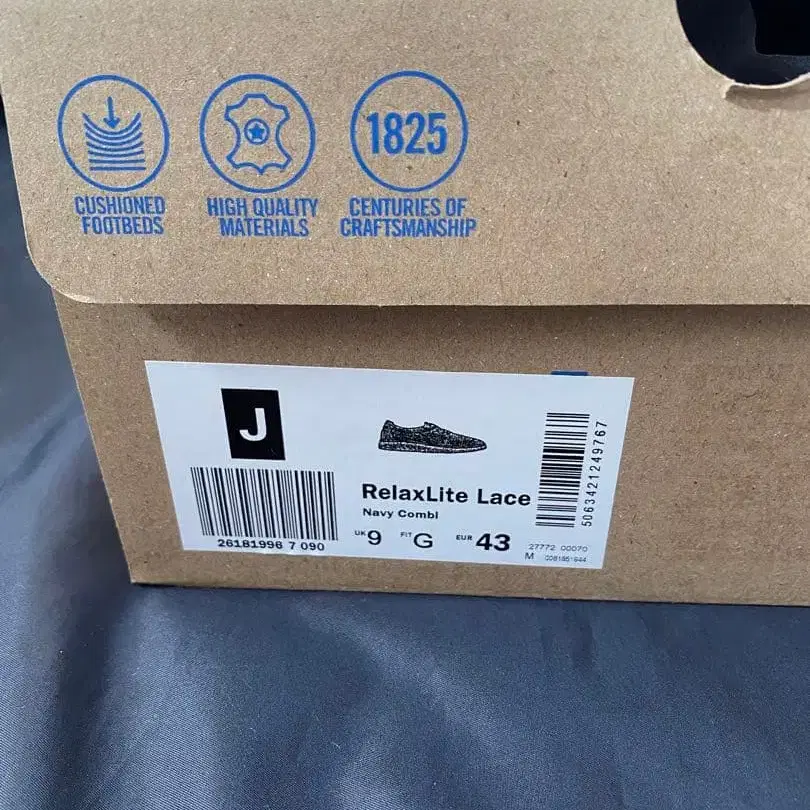 CUSHIONED
FOOTBEDS
HIGH QUALITY
MATERIALS
1825
CENTURIES OF
CRAFTSMANSHIP
J
26181996 7 090
RelaxLite Lace
Navy Combi
UK 9 FIT G EUR 43
5063421249767
27772 00070
M